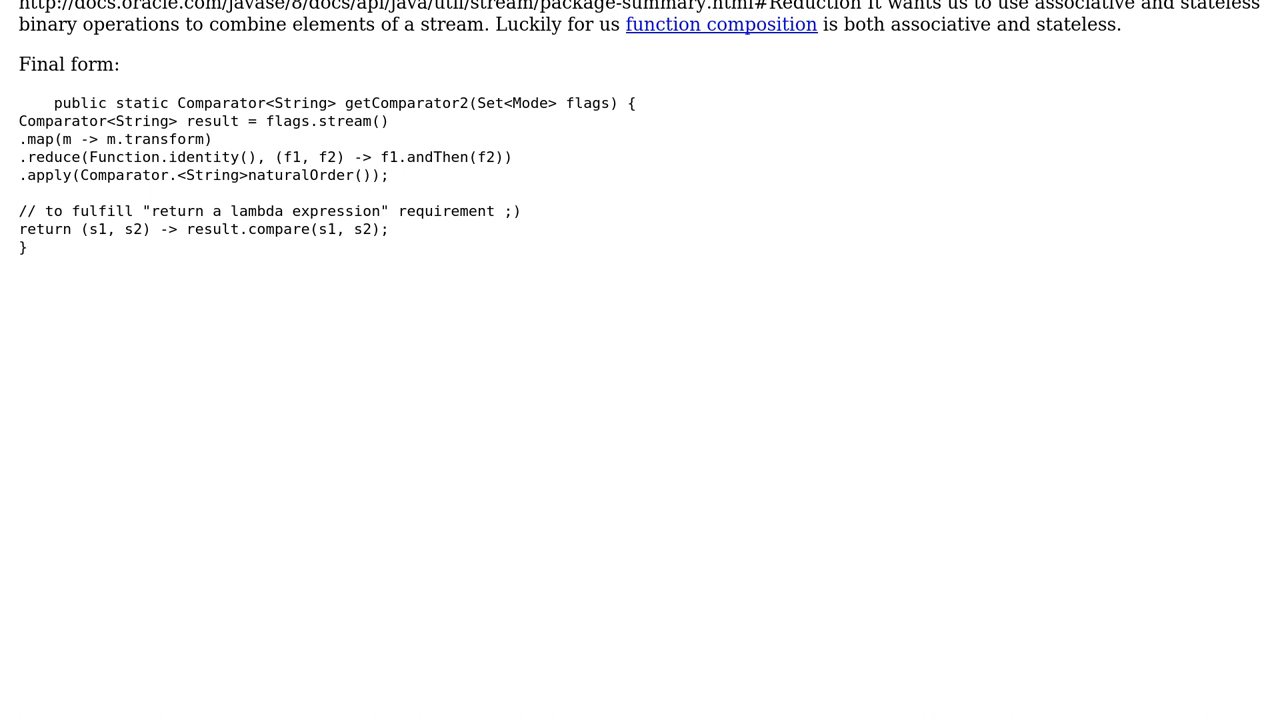 http://docs.oracle.com/javase/8/docs/api/java/util/stream/package-summary.html#Reduction It wants us to use associative and stateless
binary operations to combine elements of a stream. Luckily for us function composition is both associative and stateless.
Final form:
public static Comparator<String> getComparator2(Set<Mode> flags) {
Comparator<String> result = flags.stream()
.map(m -> m.transform)
.reduce(Function.identity(), (f1, f2) -> f1.andThen(f2))
.apply(Comparator.<String>naturalOrder());
// to fulfill "return a lambda expression" requirement ;)
return (s1, s2) -> result.compare(s1, s2);
}